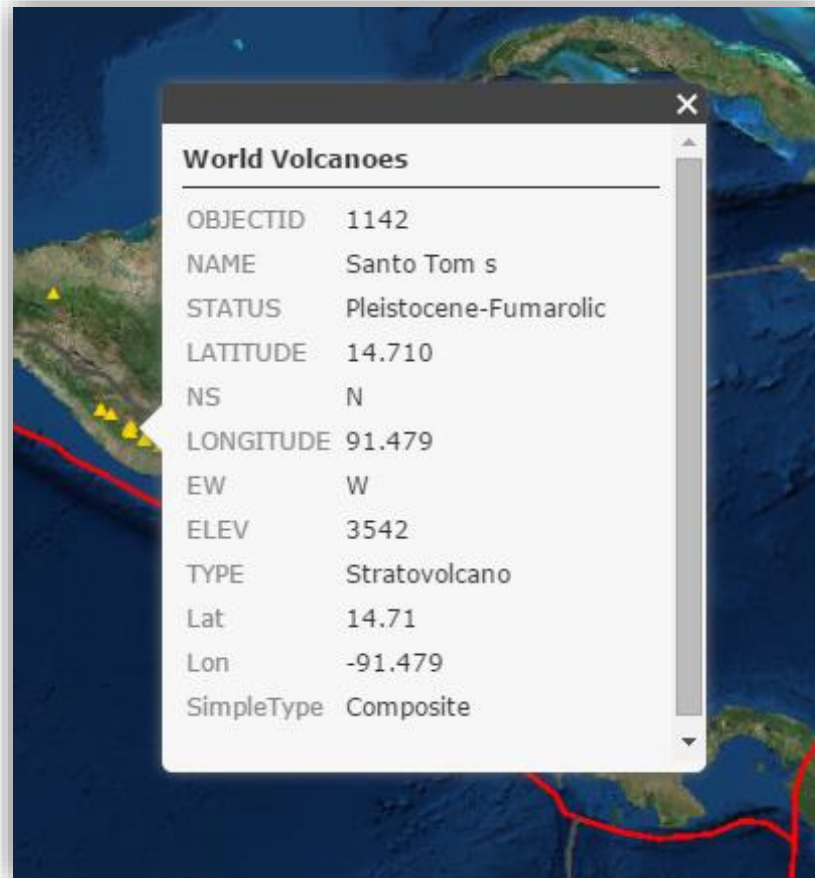 World Volcanoes
OBJECTID 1142
NAME Santo Tom s
STATUS Pleistocene-Fumarolic
LATITUDE 14.710
NS N
LONGITUDE 91.479
EW W
ELEV 3542
TYPE Stratovolcano
Lat 14.71
Lon -91.479
SimpleType Composite